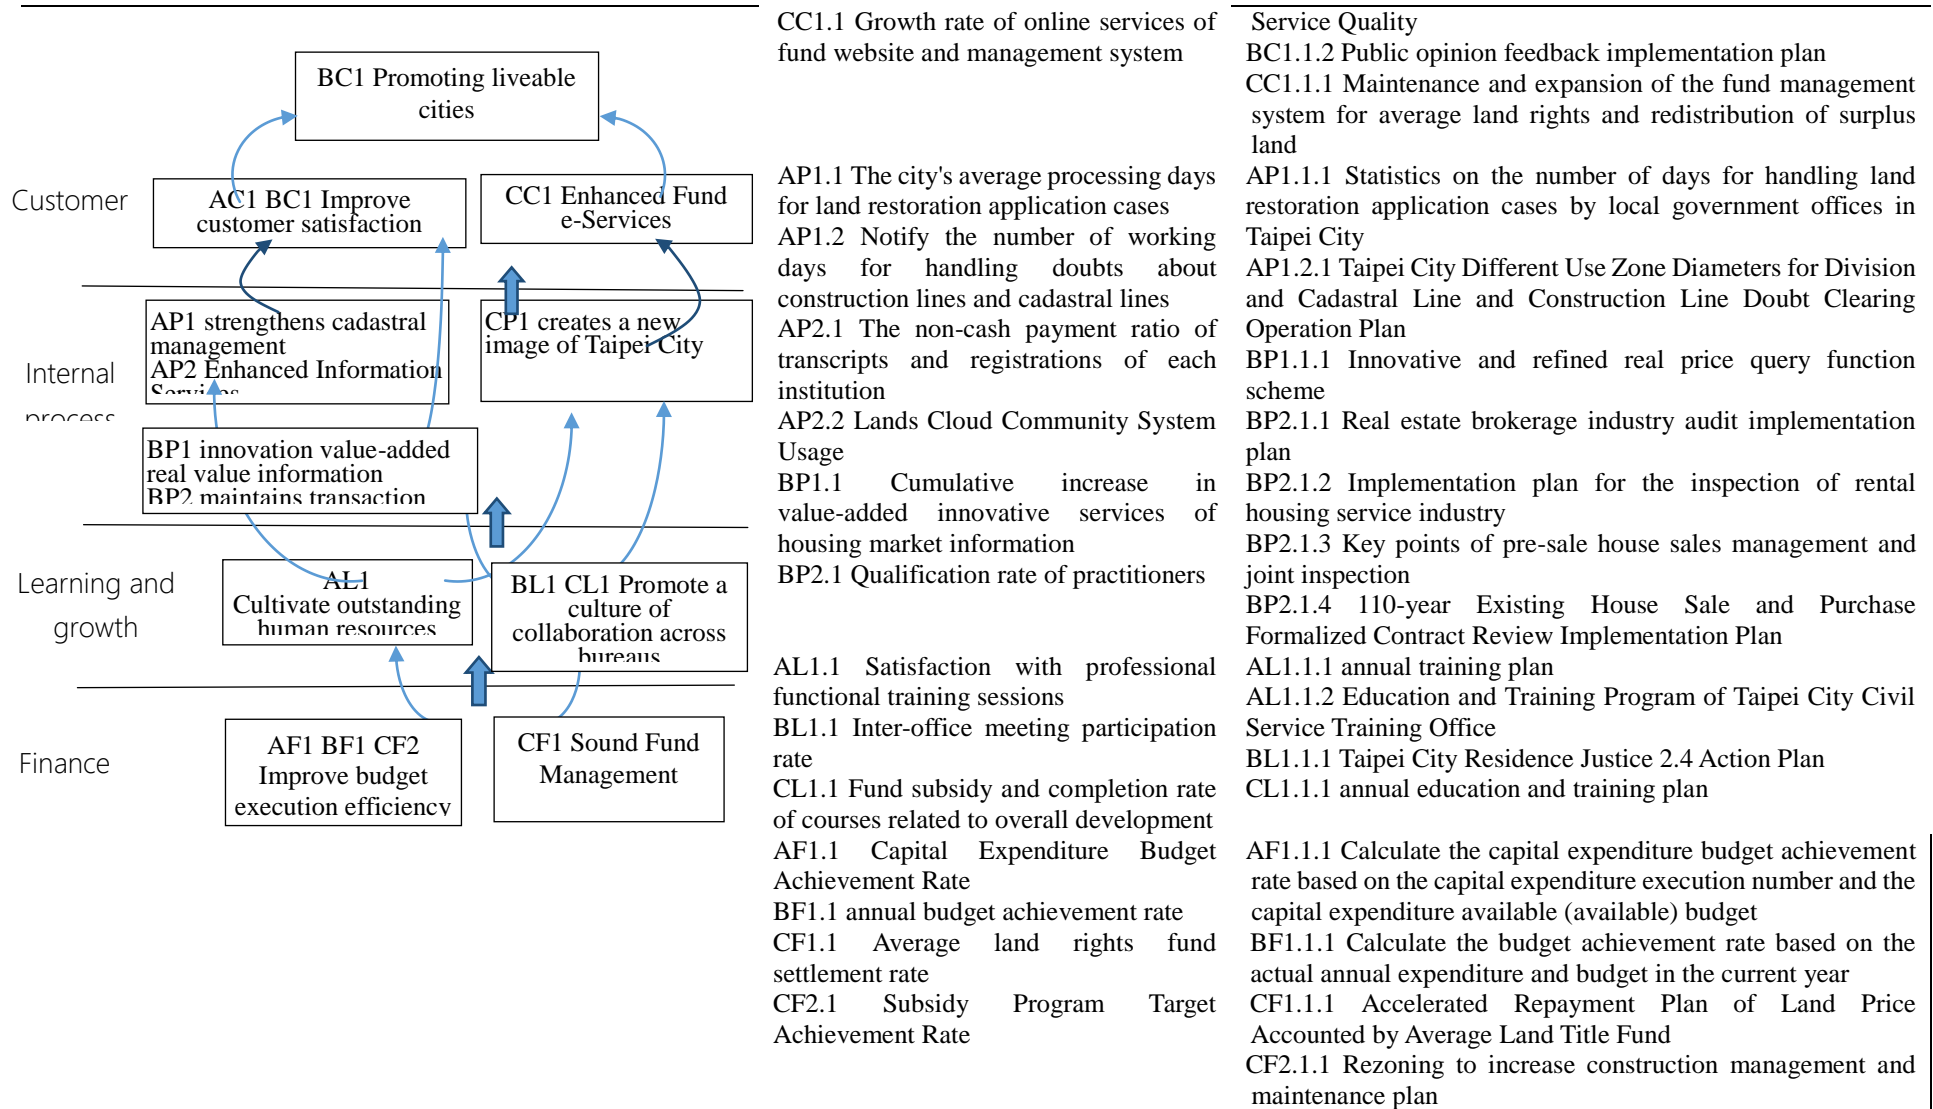 BC1 Promoting liveable
cities
Customer
AC1 BC1 Improve
customer satisfaction
CC1 Enhanced Fund
e-Services
AP1 strengthens cadastral
management
AP2 Enhanced Information
Services
CP1 creates a new
image of Taipei City
Internal
process
BP1 innovation value-added
real value information
BP2 maintains transaction
Learning and
growth
AL1
Cultivate outstanding
human resources
BL1 CL1 Promote a
culture of
collaboration across
bureaus
Finance
AF1 BF1 CF2
Improve budget
execution efficiency
CF1 Sound Fund
Management
CC1.1 Growth rate of online services of
fund website and management system
AP1.1 The city's average processing days
for land restoration application cases
AP1.2 Notify the number of working
days for handling doubts about
construction lines and cadastral lines
AP2.1 The non-cash payment ratio of
transcripts and registrations of each
institution
AP2.2 Lands Cloud Community System
Usage
BP1.1 Cumulative increase in
value-added innovative services of
housing market information
BP2.1 Qualification rate of practitioners
AL1.1 Satisfaction with professional
functional training sessions
BL1.1 Inter-office meeting participation
rate
CL1.1 Fund subsidy and completion rate
of courses related to overall development
AF1.1 Capital Expenditure Budget
Achievement Rate
BF1.1 annual budget achievement rate
CF1.1 Average land rights fund
settlement rate
CF2.1 Subsidy Program Target
Achievement Rate
Service Quality
BC1.1.2 Public opinion feedback implementation plan
CC1.1.1 Maintenance and expansion of the fund management
system for average land rights and redistribution of surplus
land
AP1.1.1 Statistics on the number of days for handling land
restoration application cases by local government offices in
Taipei City
AP1.2.1 Taipei City Different Use Zone Diameters for Division
and Cadastral Line and Construction Line Doubt Clearing
Operation Plan
BP1.1.1 Innovative and refined real price query function
scheme
BP2.1.1 Real estate brokerage industry audit implementation
plan
BP2.1.2 Implementation plan for the inspection of rental
housing service industry
BP2.1.3 Key points of pre-sale house sales management and
joint inspection
BP2.1.4 110-year Existing House Sale and Purchase
Formalized Contract Review Implementation Plan
AL1.1.1 annual training plan
AL1.1.2 Education and Training Program of Taipei City Civil
Service Training Office
BL1.1.1 Taipei City Residence Justice 2.4 Action Plan
CL1.1.1 annual education and training plan
AF1.1.1 Calculate the capital expenditure budget achievement
rate based on the capital expenditure execution number and the
capital expenditure available (available) budget
BF1.1.1 Calculate the budget achievement rate based on the
actual annual expenditure and budget in the current year
CF1.1.1 Accelerated Repayment Plan of Land Price
Accounted by Average Land Title Fund
CF2.1.1 Rezoning to increase construction management and
maintenance plan